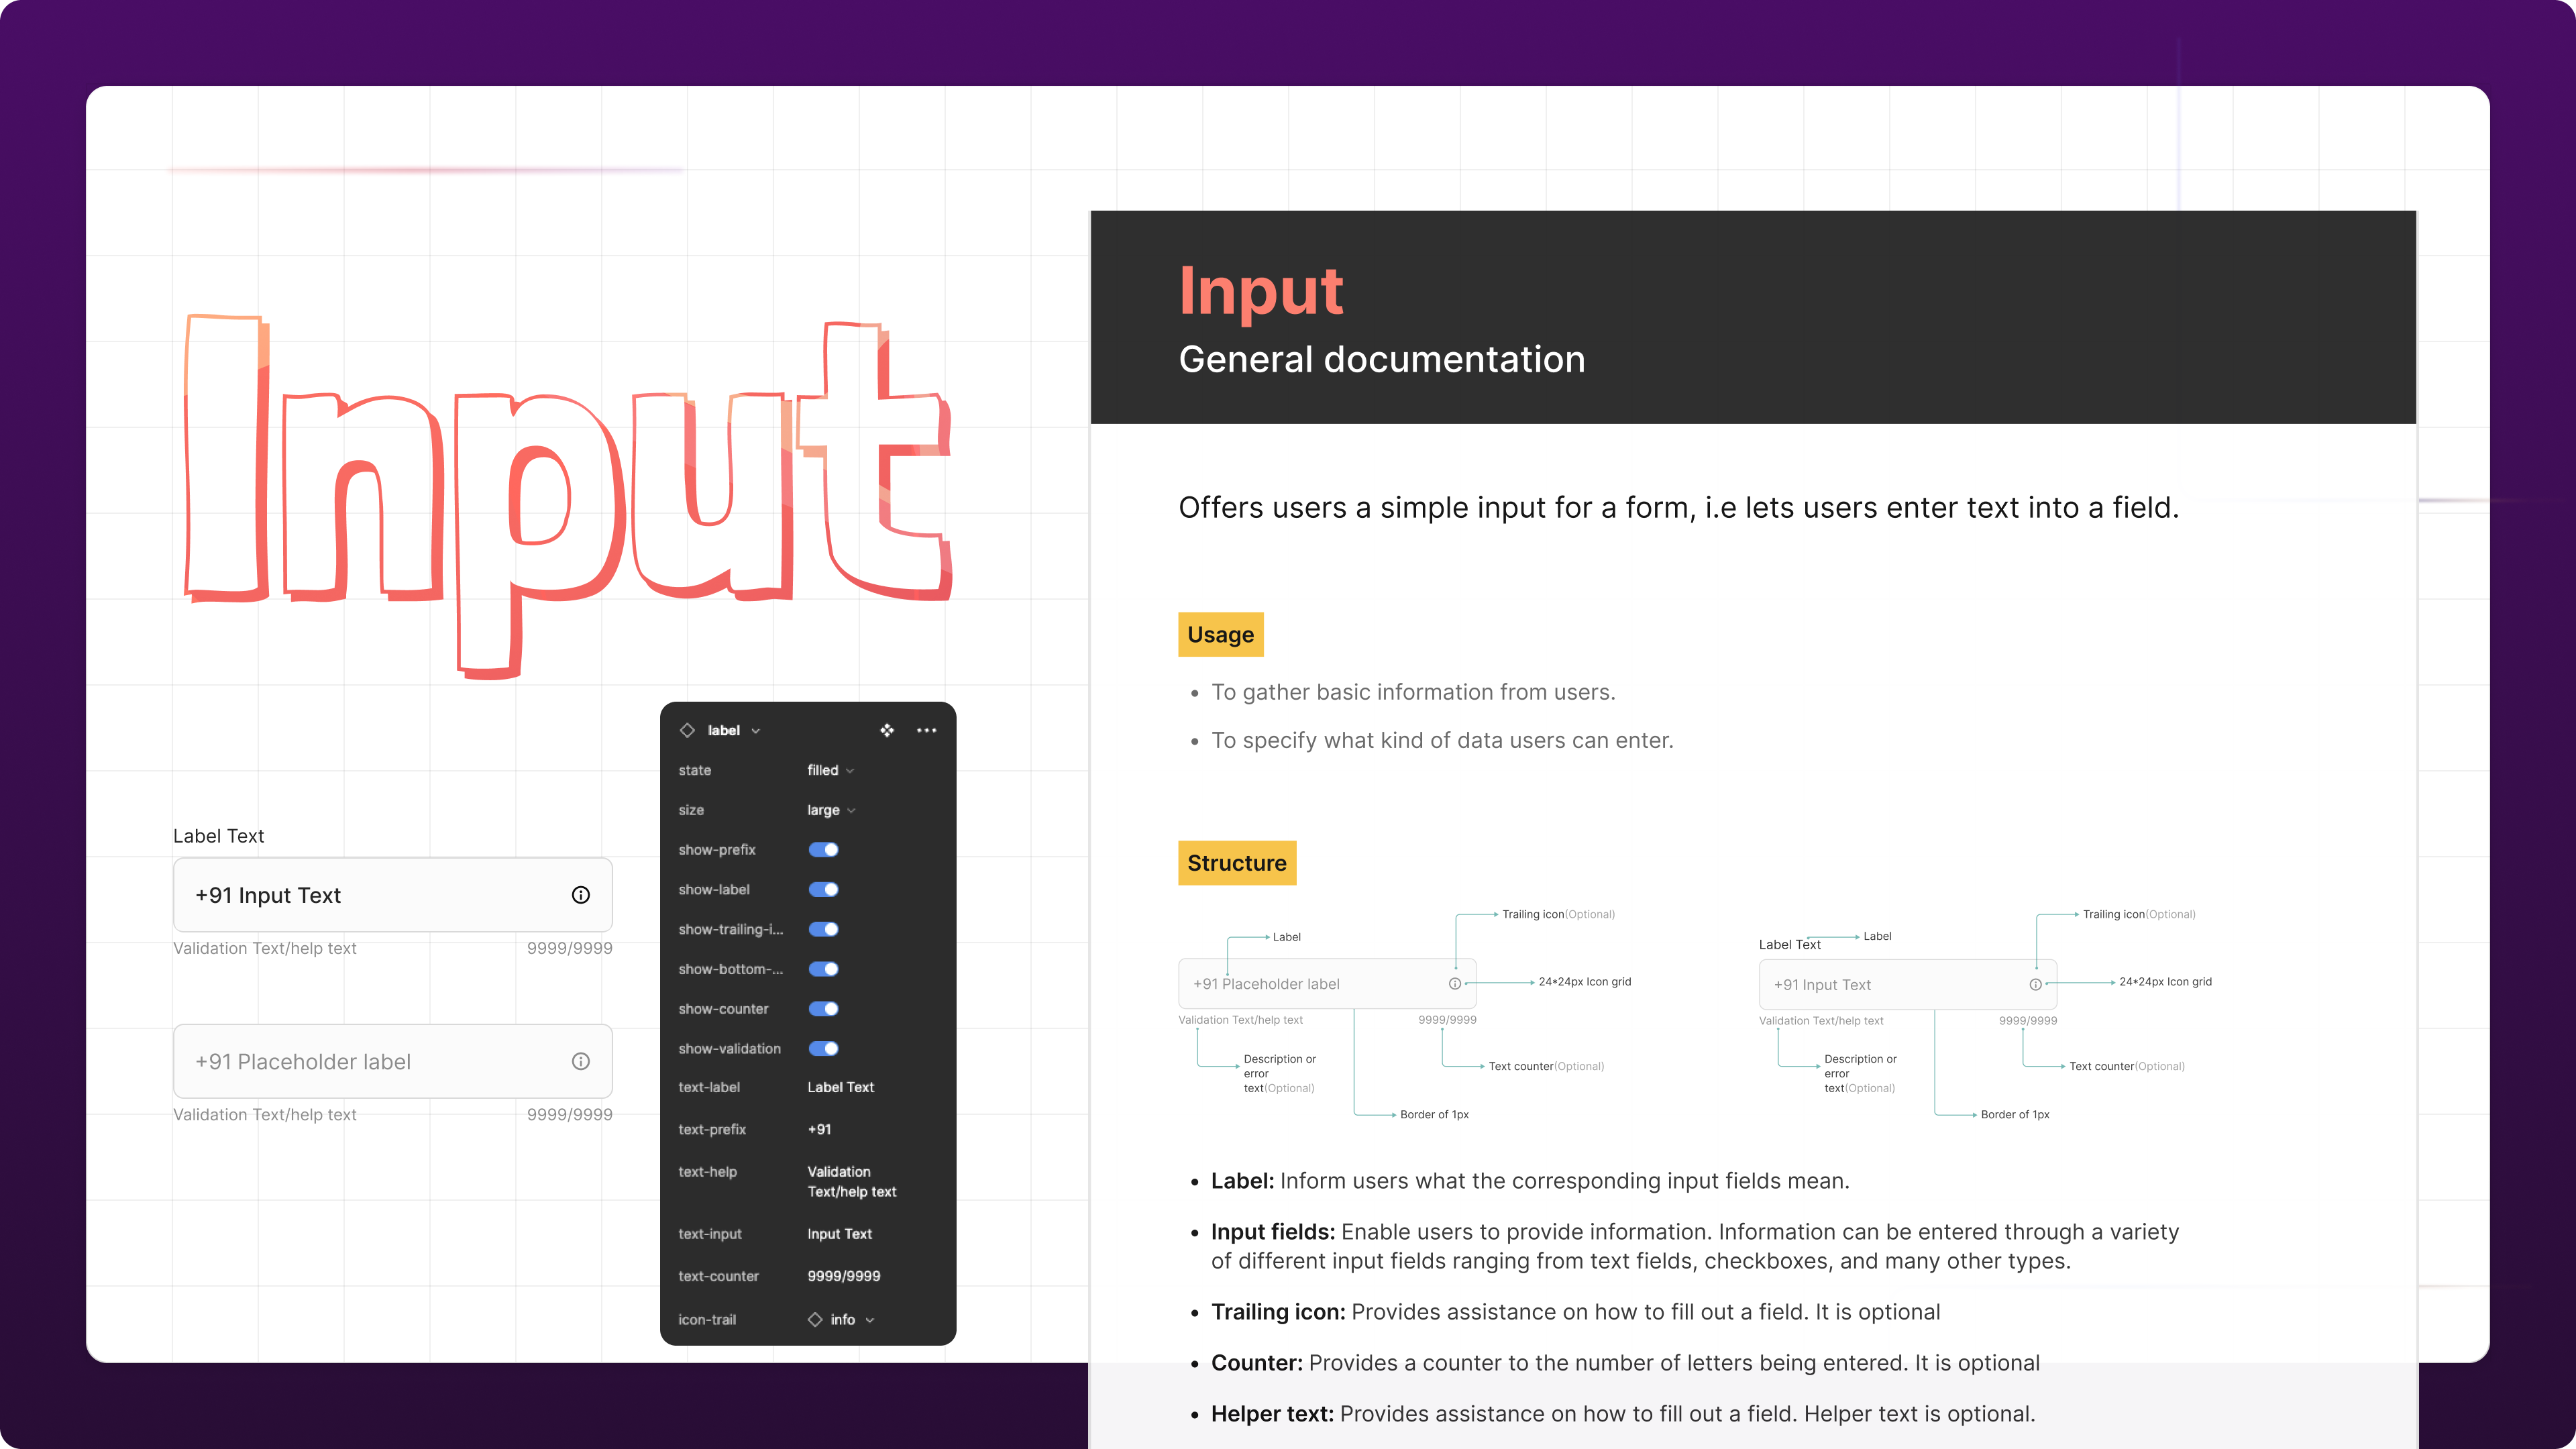 Input
Label Text
+91 Input Text
Validation Text/help text 9999/9999
+91 Placeholder label
Validation Text/help text 9999/9999
label
state filled
size large
show-prefix
show-label
show-trailing-i...
show-bottom-...
show-counter
show-validation
text-label Label Text
text-prefix +91
text-help Validation
Text/help text
text-input Input Text
text-counter 9999/9999
icon-trail info
Input
General documentation
Offers users a simple input for a form, i.e lets users enter text into a field.
Usage
• To gather basic information from users.
• To specify what kind of data users can enter.
Structure
Trailing icon(Optional)
Label
+91 Placeholder label
24*24px Icon grid
Validation Text/help text 9999/9999
Description or
error
text(Optional)
Text counter(Optional)
Border of 1px
Trailing icon(Optional)
Label Text
Label
+91 Input Text
24*24px Icon grid
Validation Text/help text 9999/9999
Description or
error
text(Optional)
Text counter(Optional)
Border of 1px
• Label: Inform users what the corresponding input fields mean.
• Input fields: Enable users to provide information. Information can be entered through a variety
of different input fields ranging from text fields, checkboxes, and many other types.
• Trailing icon: Provides assistance on how to fill out a field. It is optional
• Counter: Provides a counter to the number of letters being entered. It is optional
• Helper text: Provides assistance on how to fill out a field. Helper text is optional.